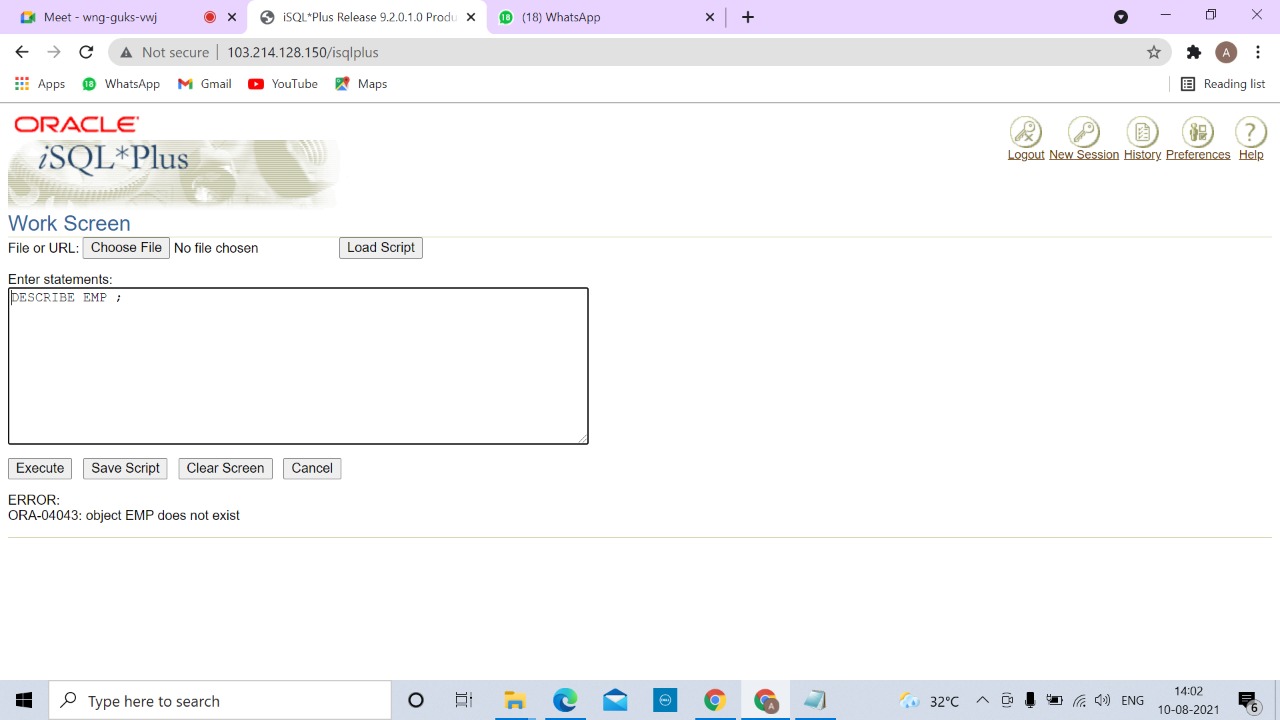 Meet - wng-guks-vwj
iSQL*Plus Release 9.2.0.1.0 Produ
18 (18) WhatsApp
Not secure 103.214.128.150/isqlplus
A
Apps 18 WhatsApp Gmail YouTube Maps Reading list
ORACLE
iSQL*Plus
Logout New Session History Preferences Help
Work Screen
File or URL: Choose File No file chosen Load Script
Enter statements:
DESCRIBE EMP ;
Execute Save Script Clear Screen Cancel
ERROR:
ORA-04043: object EMP does not exist
Type here to search
A
32°C ENG
14:02
10-08-2021
6